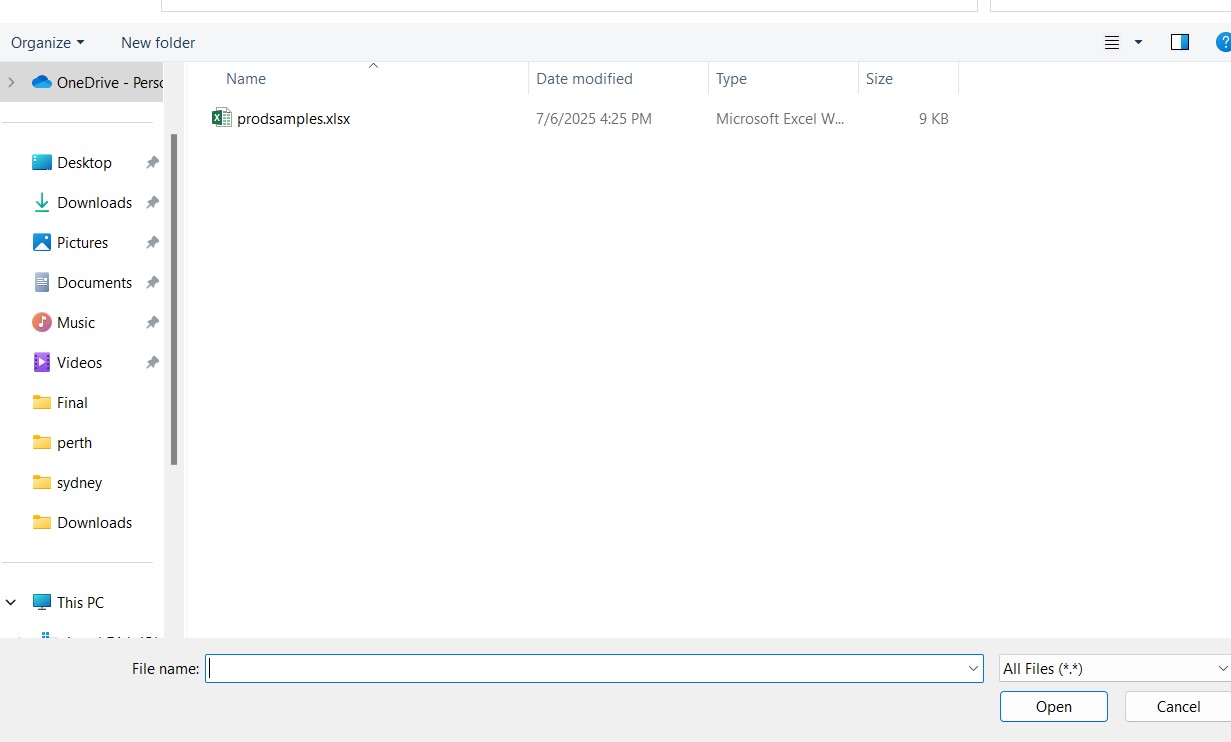 Organize New folder ?
OneDrive - Perso
Name Date modified Type Size
prodsamples.xlsx 7/6/2025 4:25 PM Microsoft Excel W... 9 KB
Desktop
Downloads
Pictures
Documents
Music
Videos
Final
perth
sydney
Downloads
This PC
File name: All Files (*.*)
Open Cancel